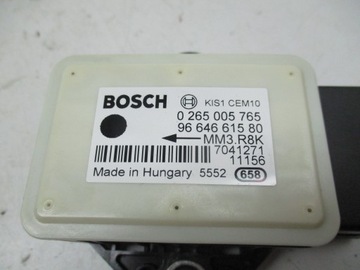 BOSCH KIS1 CEM10
0 265 005 765
96 646 615 80
MM3.R8K
7041271
11156
Made in Hungary 5552 658